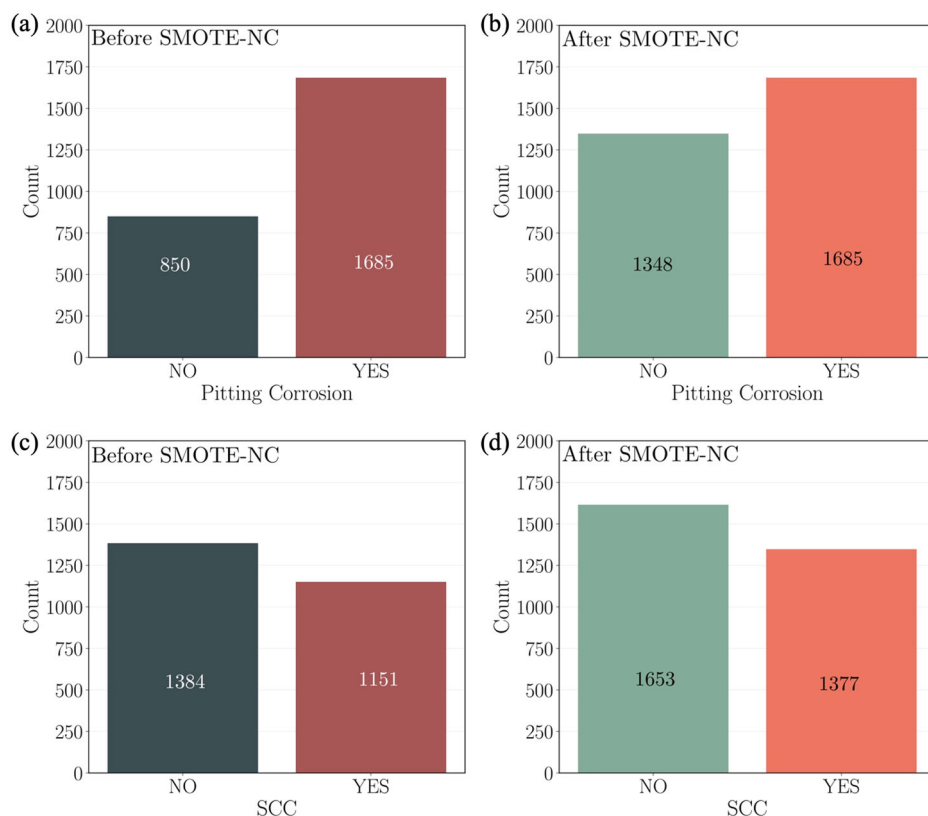 (a)
Before SMOTE-NC
2000
1750
1500
1250
1000
750
500
250
0
Count
850
1685
NO YES
Pitting Corrosion
(b)
After SMOTE-NC
2000
1750
1500
1250
1000
750
500
250
0
Count
1348
1685
NO YES
Pitting Corrosion
(c)
Before SMOTE-NC
2000
1750
1500
1250
1000
750
500
250
0
Count
1384
1151
NO YES
SCC
(d)
After SMOTE-NC
2000
1750
1500
1250
1000
750
500
250
0
Count
1653
1377
NO YES
SCC